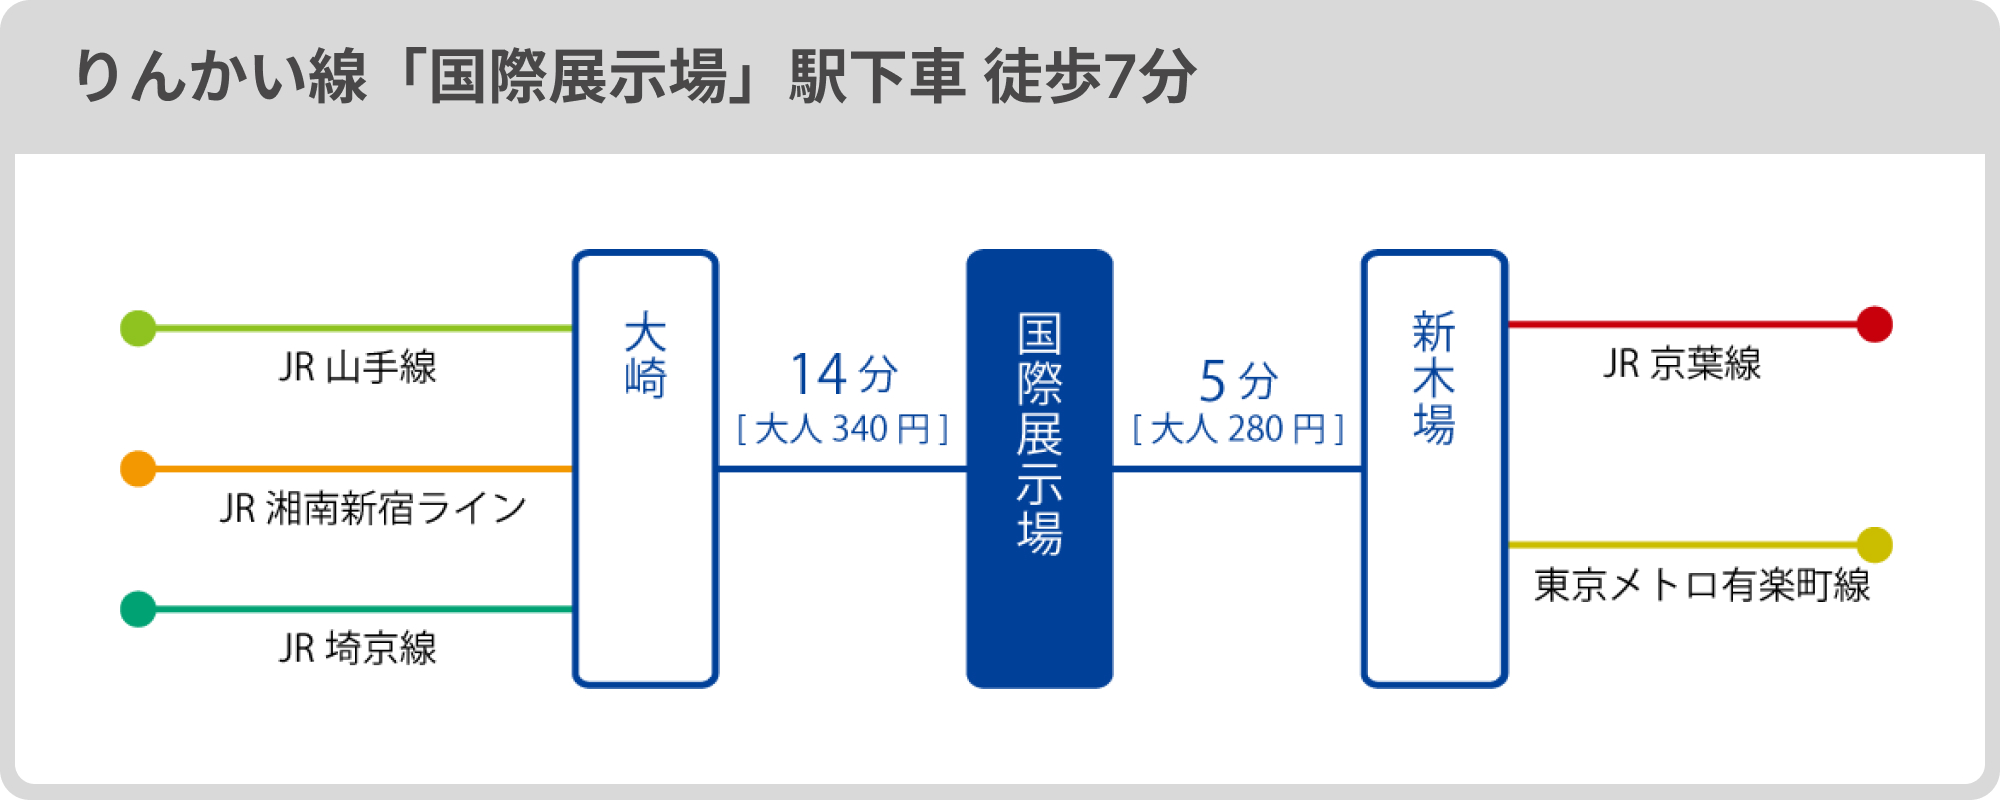 りんかい線「国際展示場」駅下車 徒歩7分
JR 山手線
JR 湘南新宿ライン
JR 埼京線
大崎
14 分
[ 大人 340 円 ]
国際展示場
5 分
[ 大人 280 円 ]
新木場
JR 京葉線
東京メトロ有楽町線